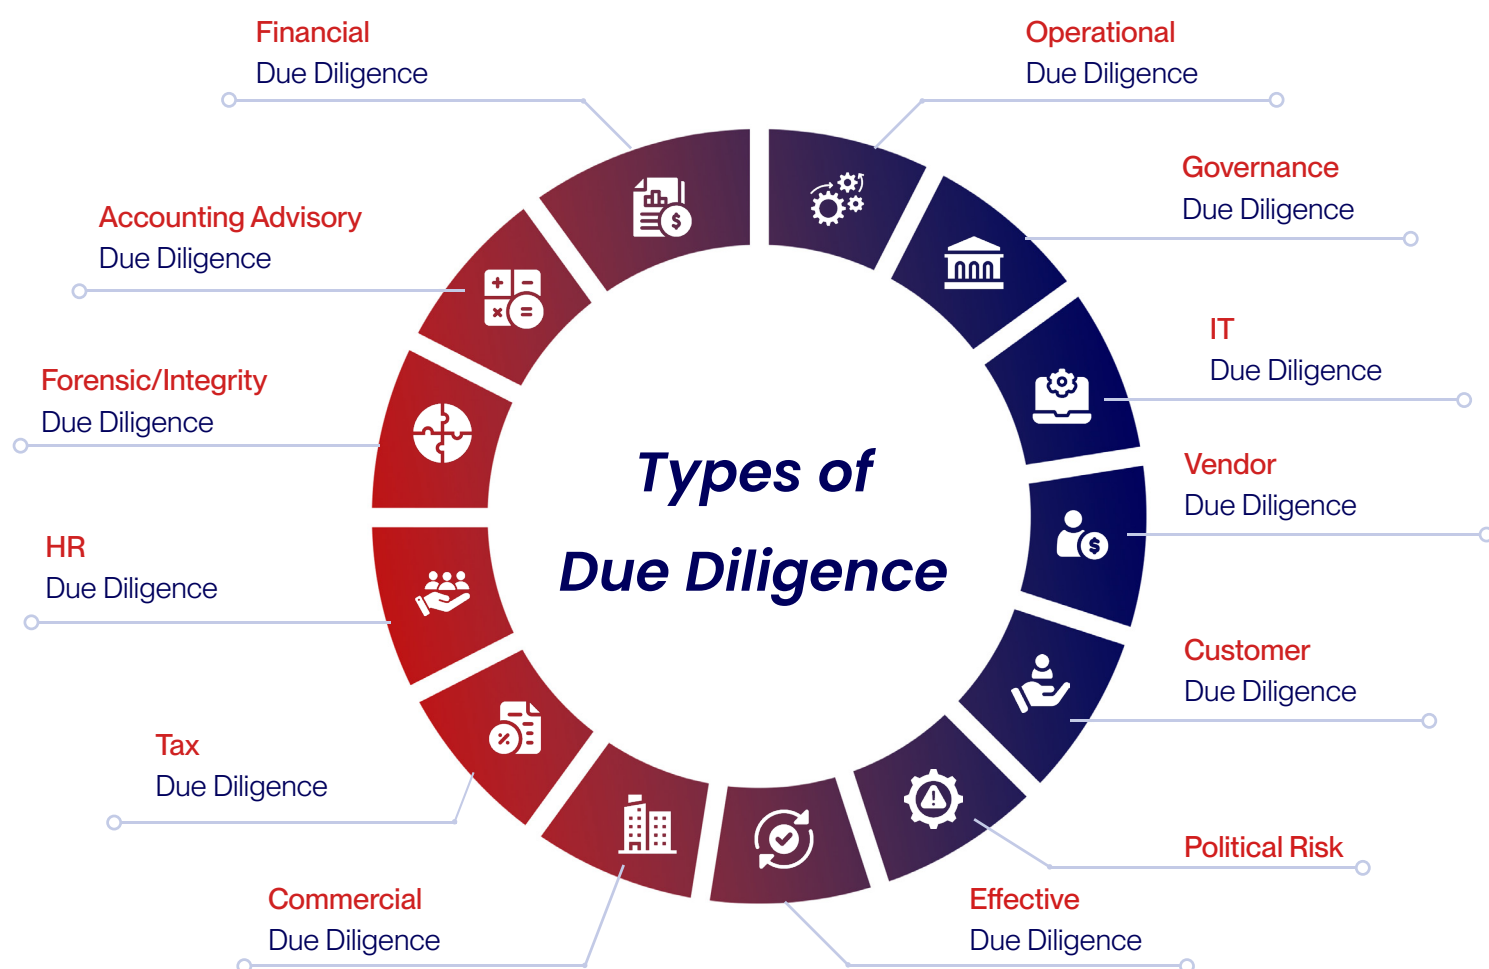 Financial
Due Diligence
Operational
Due Diligence
Governance
Due Diligence
Accounting Advisory
Due Diligence
IT
Due Diligence
Forensic/Integrity
Due Diligence
Types of
Due Diligence
Vendor
Due Diligence
HR
Due Diligence
Customer
Due Diligence
Tax
Due Diligence
Political Risk
Commercial
Due Diligence
Effective
Due Diligence